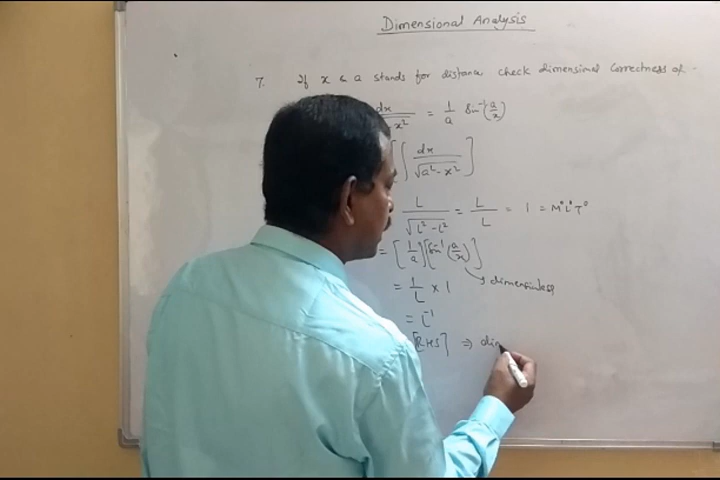 Dimensional Analysis
7. If x & a stands for distance check dimensional correctness of -
dx / x² = 1/a Sin⁻¹(a/x)
[∫ dx / √a² - x² ]
L / √L² - L² = L / L = 1 = M⁰L⁰T⁰
= [1/a] [Sin⁻¹(a/x)]
dimensionless
= 1/L × 1
= L⁻¹
[RHS] ⇒ di